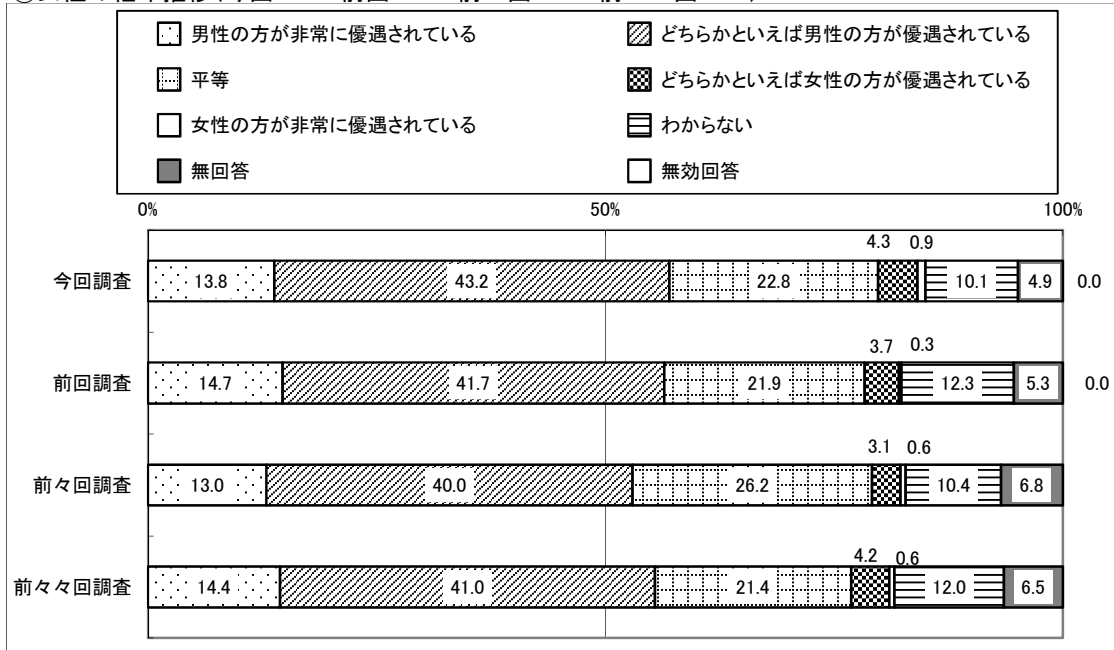 男性の方が非常に優遇されている どちらかといえば男性の方が優遇されている
平等 どちらかといえば女性の方が優遇されている
女性の方が非常に優遇されている わからない
無回答 無効回答
0% 50% 100%
4.3 0.9
今回調査 13.8 43.2 22.8 10.1 4.9 0.0
3.7 0.3
前回調査 14.7 41.7 21.9 12.3 5.3 0.0
3.1 0.6
前々回調査 13.0 40.0 26.2 10.4 6.8
4.2 0.6
前々々回調査 14.4 41.0 21.4 12.0 6.5